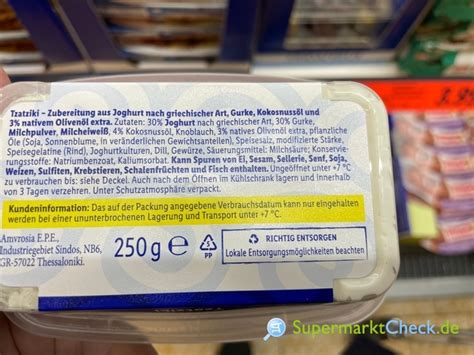 Tzatziki – Zubereitung aus Joghurt nach griechischer Art, Gurke, Kokosnussöl und
3% nativem Olivenöl extra. Zutaten: 30% Joghurt nach griechischer Art, 30% Gurke,
Milchpulver, Milcheiweiß, 4% Kokosnussöl, Knoblauch, 3% natives Olivenöl extra, pflanzliche
Öle (Soja, Sonnenblume, in veränderlichen Gewichtsanteilen), Speisesalz, modifizierte Stärke,
Speisegelatine (Rind), Joghurtkulturen, Dill, Gewürze, Säuerungsmittel: Milchsäure; Konservie-
rungsstoffe: Natriumbenzoat, Kaliumsorbat. Kann Spuren von Ei, Sesam, Sellerie, Senf, Soja,
Weizen, Sulfiten, Krebstieren, Schalenfrüchten und Fisch enthalten. Ungeöffnet unter +7 °C
zu verbrauchen bis: siehe Deckel. Auch nach dem Öffnen im Kühlschrank lagern und innerhalb
von 3 Tagen verzehren. Unter Schutzatmosphäre verpackt.
Kundeninformation: Das auf der Packung angegebene Verbrauchsdatum kann nur eingehalten
werden bei einer ununterbrochenen Lagerung und Transport unter +7 °C.
Amvrosia E.P.E.,
Industriegebiet Sindos, NB6,
GR-57022 Thessaloniki.
250g e
5
PP
RICHTIG ENTSORGEN
Lokale Entsorgungsmöglichkeiten beachten
SupermarktCheck.de